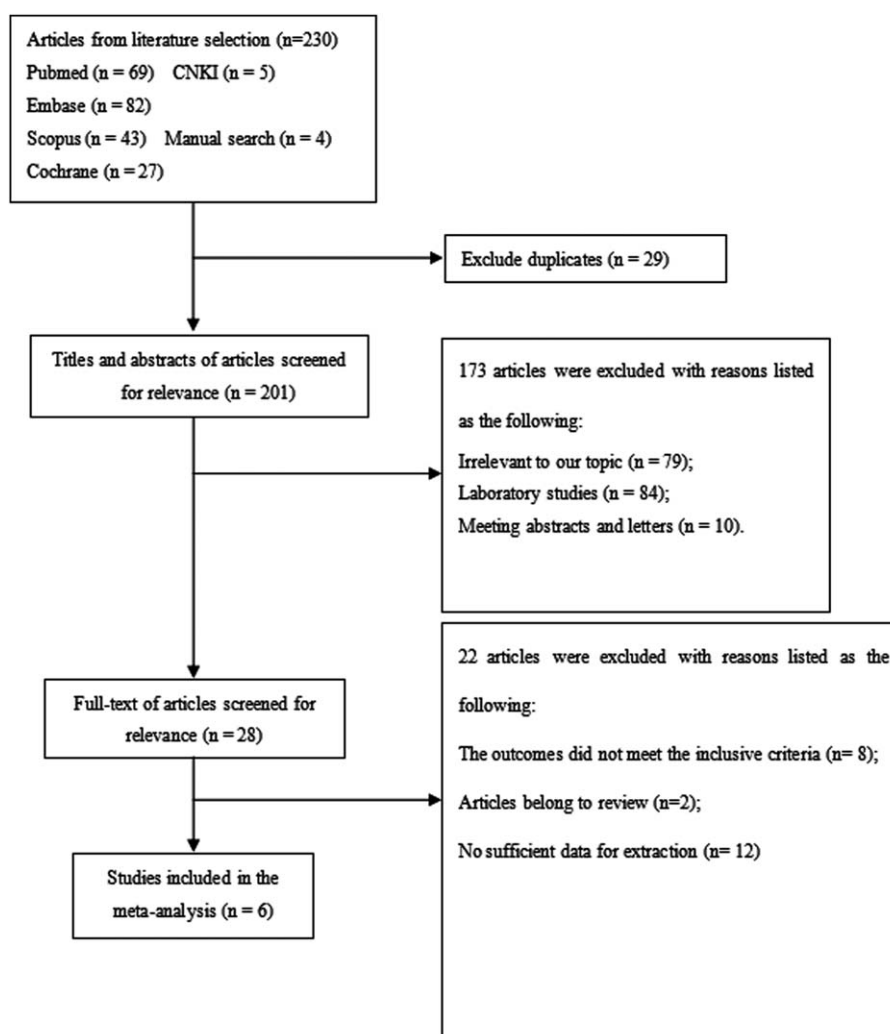 Articles from literature selection (n=230)
Pubmed (n = 69) CNKI (n = 5)
Embase (n = 82)
Scopus (n = 43) Manual search (n = 4)
Cochrane (n = 27)
Exclude duplicates (n = 29)
Titles and abstracts of articles screened
for relevance (n = 201)
173 articles were excluded with reasons listed
as the following:
Irrelevant to our topic (n = 79);
Laboratory studies (n = 84);
Meeting abstracts and letters (n = 10).
Full-text of articles screened for
relevance (n = 28)
22 articles were excluded with reasons listed as the
following:
The outcomes did not meet the inclusive criteria (n= 8);
Articles belong to review (n=2);
No sufficient data for extraction (n= 12)
Studies included in the
meta-analysis (n = 6)